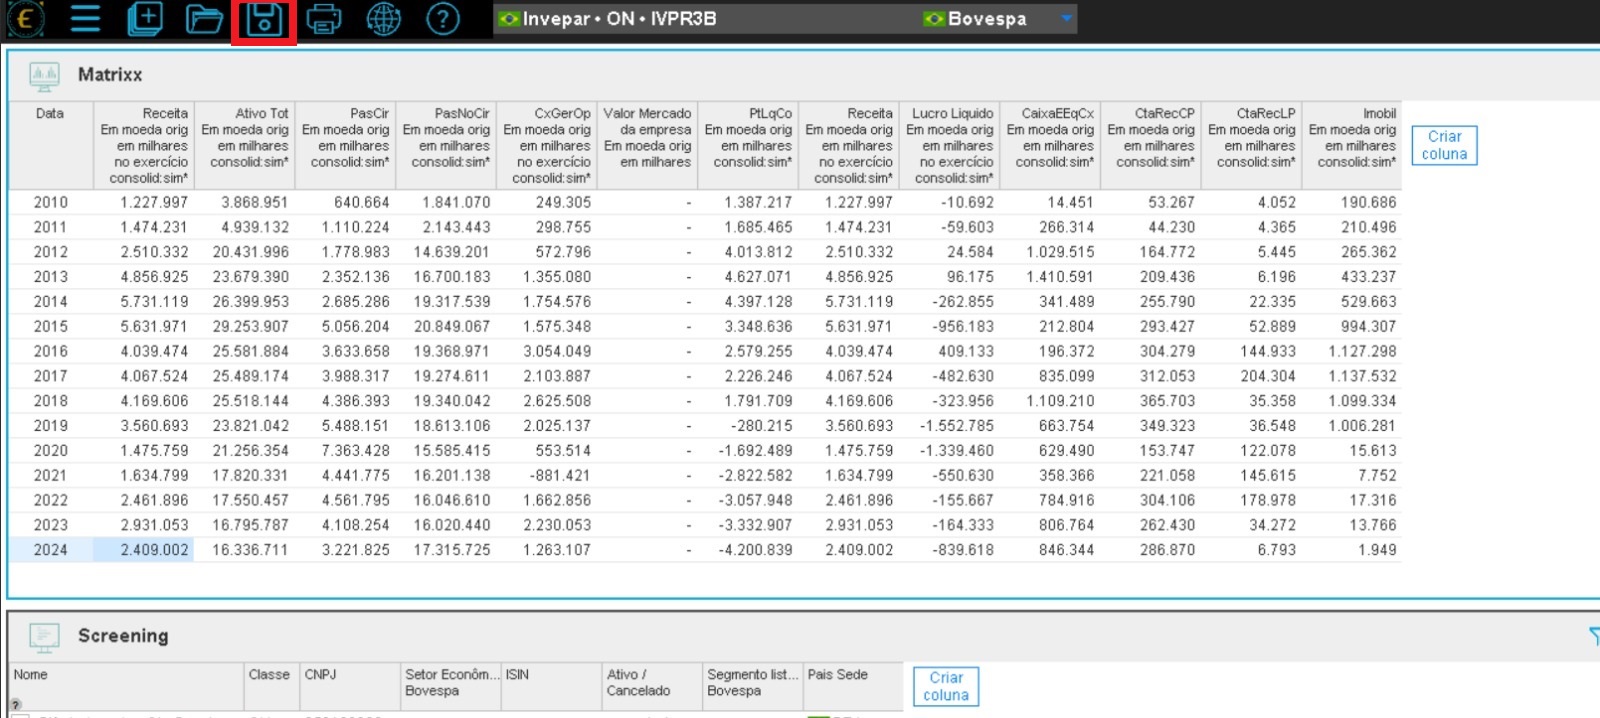 Invepar • ON • IVPR3B Bovespa
Matrixx
Data Receita Em moeda orig em milhares no exercício consolid:sim* Ativo Tot Em moeda orig em milhares consolid:sim* PasCir Em moeda orig em milhares consolid:sim* PasNoCir Em moeda orig em milhares consolid:sim* CxGerOp Em moeda orig em milhares no exercício consolid:sim* Valor Mercado da empresa Em moeda orig em milhares PtLqCo Em moeda orig em milhares consolid:sim* Receita Em moeda orig em milhares no exercício consolid:sim* Lucro Liquido Em moeda orig em milhares no exercício consolid:sim* CaixaEEqCx Em moeda orig em milhares consolid:sim* CtaRecCP Em moeda orig em milhares consolid:sim* CtaRecLP Em moeda orig em milhares consolid:sim* Imobil Em moeda orig em milhares consolid:sim*
Criar
coluna
2010 1.227.997 3.868.951 640.664 1.841.070 249.305 - 1.387.217 1.227.997 -10.692 14.451 53.267 4.052 190.686
2011 1.474.231 4.939.132 1.110.224 2.143.443 298.755 - 1.685.465 1.474.231 -59.603 266.314 44.230 4.365 210.496
2012 2.510.332 20.431.996 1.778.983 14.639.201 572.796 - 4.013.812 2.510.332 24.584 1.029.515 164.772 5.445 265.362
2013 4.856.925 23.679.390 2.352.136 16.700.183 1.355.080 - 4.627.071 4.856.925 96.175 1.410.591 209.436 6.196 433.237
2014 5.731.119 26.399.953 2.685.286 19.317.539 1.754.576 - 4.397.128 5.731.119 -262.855 341.489 255.790 22.335 529.663
2015 5.631.971 29.253.907 5.056.204 20.849.067 1.575.348 - 3.348.636 5.631.971 -956.183 212.804 293.427 52.889 994.307
2016 4.039.474 25.581.884 3.633.658 19.368.971 3.054.049 - 2.579.255 4.039.474 409.133 196.372 304.279 144.933 1.127.298
2017 4.067.524 25.489.174 3.988.317 19.274.611 2.103.887 - 2.226.246 4.067.524 -482.630 835.099 312.053 204.304 1.137.532
2018 4.169.606 25.518.144 4.386.393 19.340.042 2.625.508 - 1.791.709 4.169.606 -323.956 1.109.210 365.703 35.358 1.099.334
2019 3.560.693 23.821.042 5.488.151 18.613.106 2.025.137 - -280.215 3.560.693 -1.552.785 663.754 349.323 36.548 1.006.281
2020 1.475.759 21.256.354 7.363.428 15.585.415 553.514 - -1.692.489 1.475.759 -1.339.460 629.490 153.747 122.078 15.613
2021 1.634.799 17.820.331 4.441.775 16.201.138 -881.421 - -2.822.582 1.634.799 -550.630 358.366 221.058 145.615 7.752
2022 2.461.896 17.550.457 4.561.795 16.046.610 1.662.856 - -3.057.948 2.461.896 -155.667 784.916 304.106 178.978 17.316
2023 2.931.053 16.795.787 4.108.254 16.020.440 2.230.053 - -3.332.907 2.931.053 -164.333 806.764 262.430 34.272 13.766
2024 2.409.002 16.336.711 3.221.825 17.315.725 1.263.107 - -4.200.839 2.409.002 -839.618 846.344 286.870 6.793 1.949
Screening
Nome Classe CNPJ Setor Econôm... Bovespa ISIN Ativo / Cancelado Segmento list... Bovespa Pais Sede
Criar
coluna